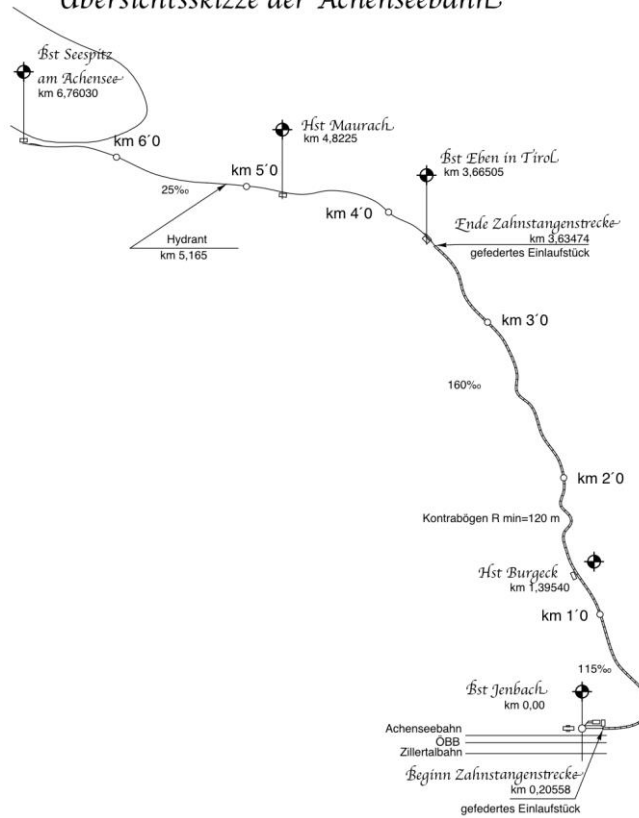 Übersichtsskizze der Achenseebahn
Bst Seespitz
am Achensee
km 6,76030
km 6´0
Hst Maurach
km 4,8225
km 5´0
25‰
Bst Eben in Tirol
km 3,66505
km 4´0
Hydrant
km 5,165
Ende Zahnstangenstrecke
km 3,63474
gefedertes Einlaufstück
km 3´0
160‰
km 2´0
Kontrabögen R min=120 m
Hst Burgeck
km 1,39540
km 1´0
115‰
Bst Jenbach
km 0,00
Achenseebahn
ÖBB
Zillertalbahn
Beginn Zahnstangenstrecke
km 0,20558
gefedertes Einlaufstück